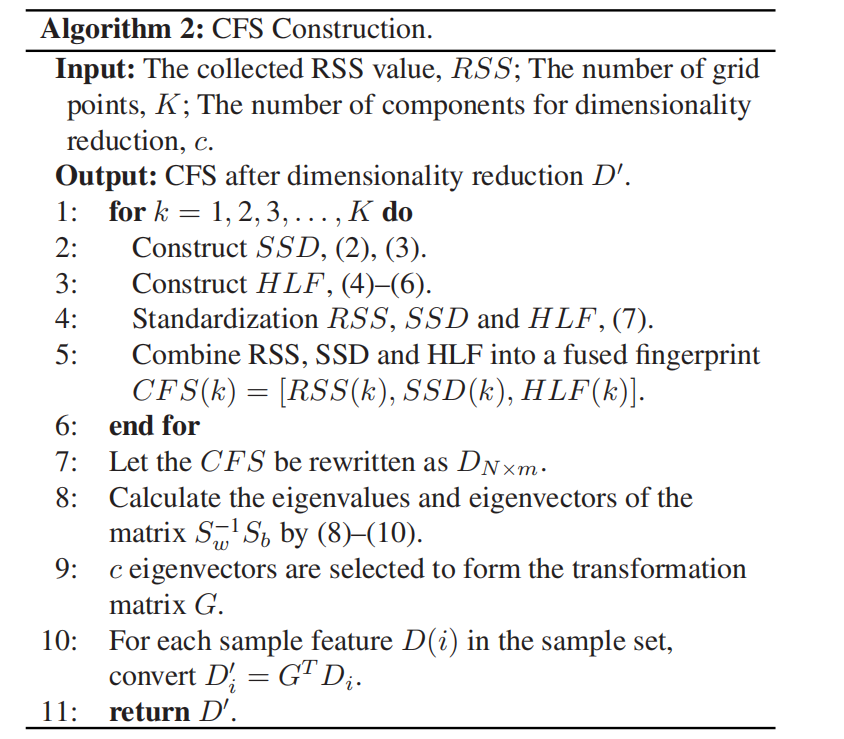 Algorithm 2: CFS Construction.
Input: The collected RSS value, RSS; The number of grid
points, K; The number of components for dimensionality
reduction, c.
Output: CFS after dimensionality reduction D′.
1: for k = 1, 2, 3, . . . , K do
2: Construct SSD, (2), (3).
3: Construct HLF, (4)–(6).
4: Standardization RSS, SSD and HLF, (7).
5: Combine RSS, SSD and HLF into a fused fingerprint
CFS(k) = [RSS(k), SSD(k), HLF(k)].
6: end for
7: Let the CFS be rewritten as D_{N×m}.
8: Calculate the eigenvalues and eigenvectors of the
matrix S_w^{-1} S_b by (8)–(10).
9: c eigenvectors are selected to form the transformation
matrix G.
10: For each sample feature D(i) in the sample set,
convert D′_i = G^T D_i.
11: return D′.